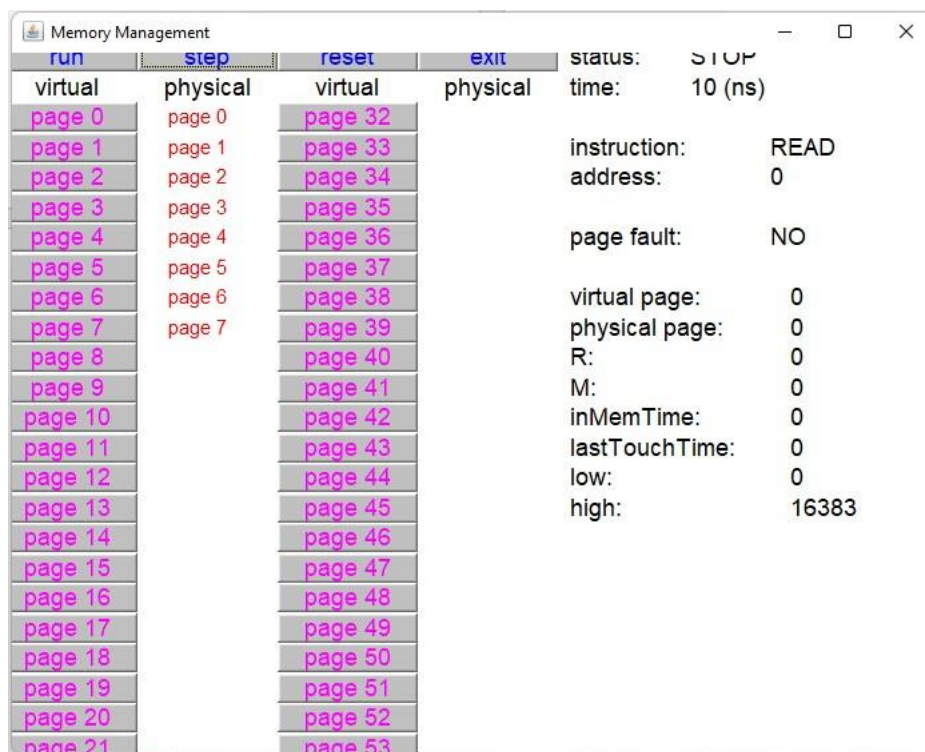 Memory Management
run step reset exit status: STOP
virtual physical virtual physical time: 10 (ns)
page 0 page 0 page 32
page 1 page 1 page 33 instruction: READ
page 2 page 2 page 34 address: 0
page 3 page 3 page 35
page 4 page 4 page 36 page fault: NO
page 5 page 5 page 37
page 6 page 6 page 38 virtual page: 0
page 7 page 7 page 39 physical page: 0
page 8 page 40 R: 0
page 9 page 41 M: 0
page 10 page 42 inMemTime: 0
page 11 page 43 lastTouchTime: 0
page 12 page 44 low: 0
page 13 page 45 high: 16383
page 14 page 46
page 15 page 47
page 16 page 48
page 17 page 49
page 18 page 50
page 19 page 51
page 20 page 52
page 21 page 53